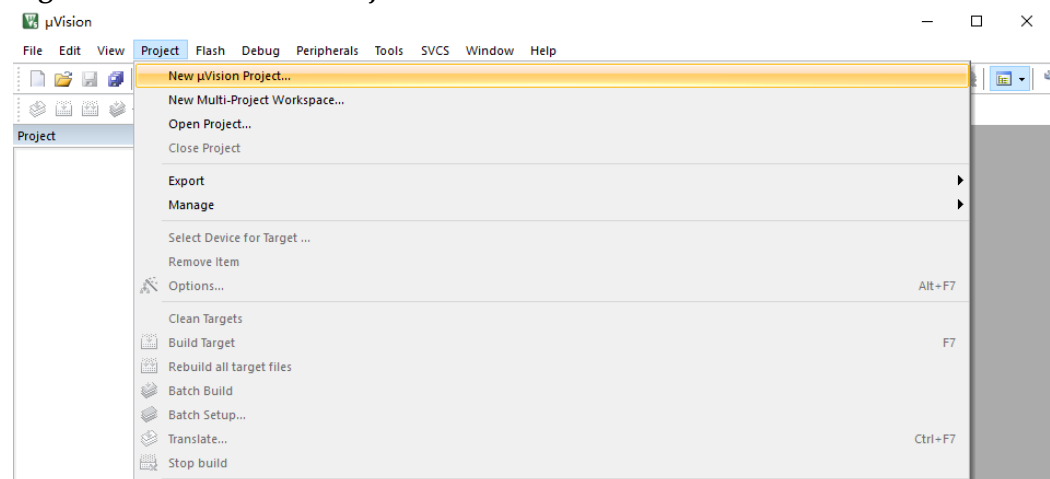 µVision
File Edit View Project Flash Debug Peripherals Tools SVCS Window Help
New µVision Project...
New Multi-Project Workspace...
Open Project...
Project
Close Project
Export
Manage
Select Device for Target ...
Remove Item
Options... Alt+F7
Clean Targets
Build Target F7
Rebuild all target files
Batch Build
Batch Setup...
Translate... Ctrl+F7
Stop build